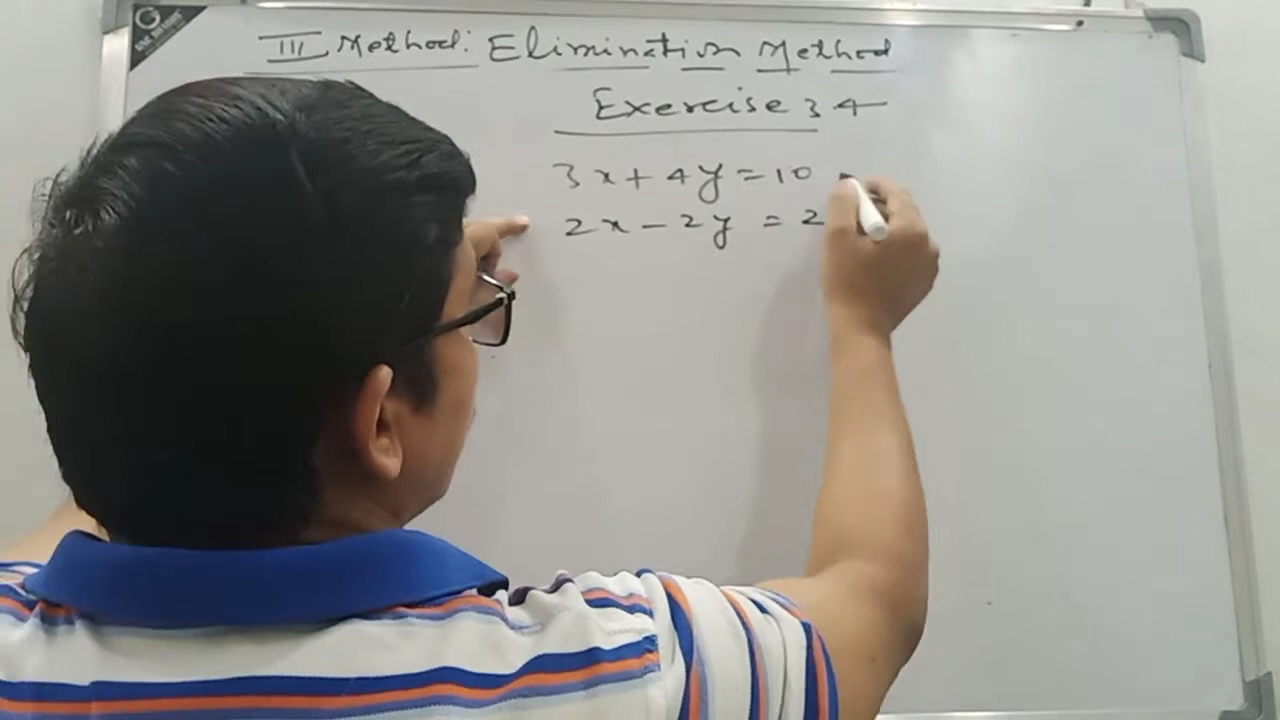 III Method: Elimination Method
Exercise 3 4
3x + 4y = 10
2x - 2y = 2